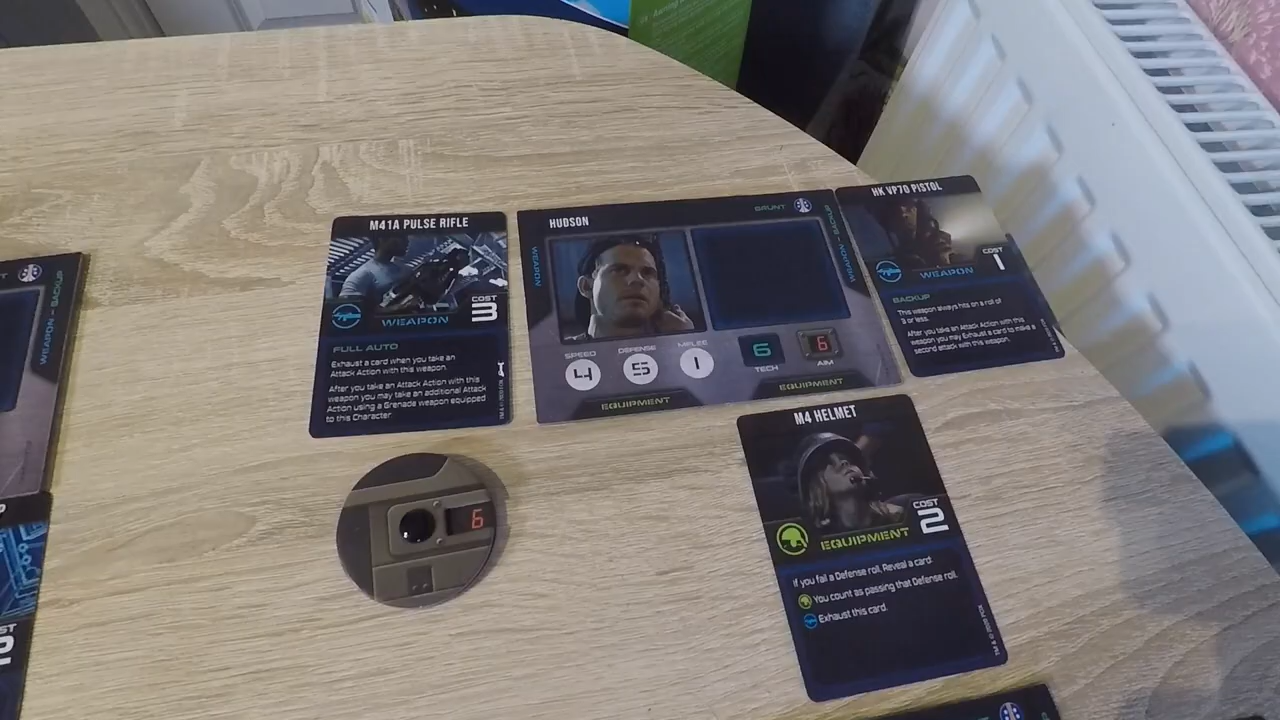 M41A PULSE RIFLE
COST
3
WEAPON
FULL AUTO
Exhaust a card when you take an
Attack Action with this weapon.
After you take an Attack Action with this
weapon you may take an additional Attack
Action using a Grenade weapon equipped
to this Character.
HUDSON
GRUNT
WEAPON
WEAPON - BACKUP
SPEED
4
DEFENSE
5
MELEE
1
6
TECH
6
AIM
EQUIPMENT
EQUIPMENT
HK VP70 PISTOL
COST
1
WEAPON
BACKUP
This weapon always hits on a roll of
3 or less.
After you take an Attack Action with this
weapon you may Exhaust a card to make a
second attack with this weapon.
M4 HELMET
COST
2
EQUIPMENT
If you fail a Defense roll, Reveal a card.
You count as passing that Defense roll.
Exhaust this card.
TM & © 2020 FOX
6
WEAPON - BACKUP